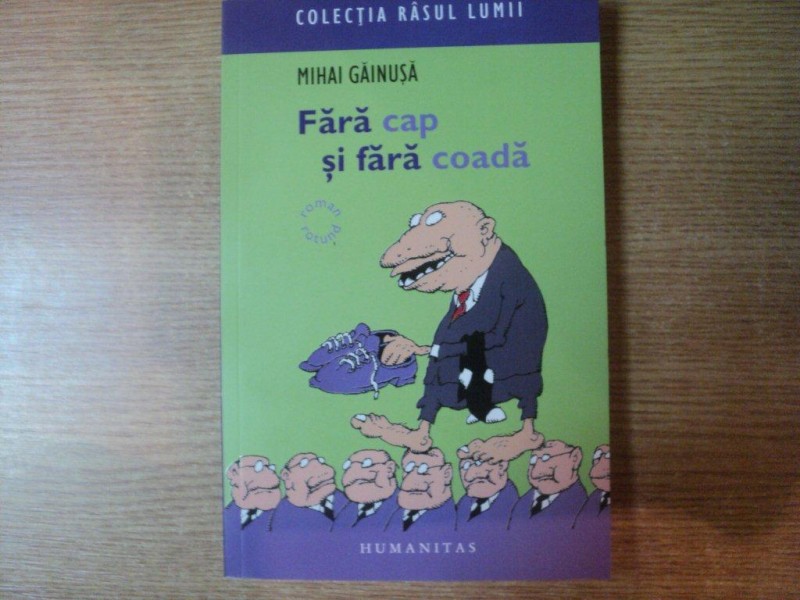 COLECȚIA RÂSUL LUMII
MIHAI GĂINUȘĂ
Fără cap
și fără coadă
roman
rotund
HUMANITAS